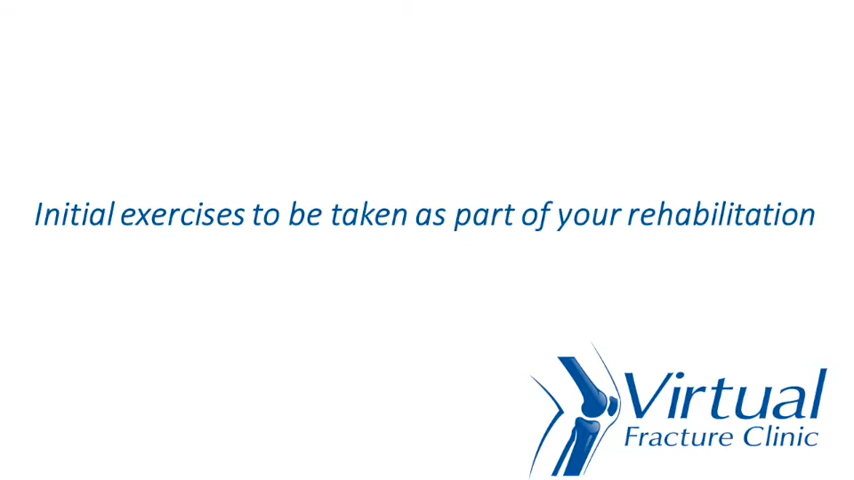 Initial exercises to be taken as part of your rehabilitation
Virtual
Fracture Clinic